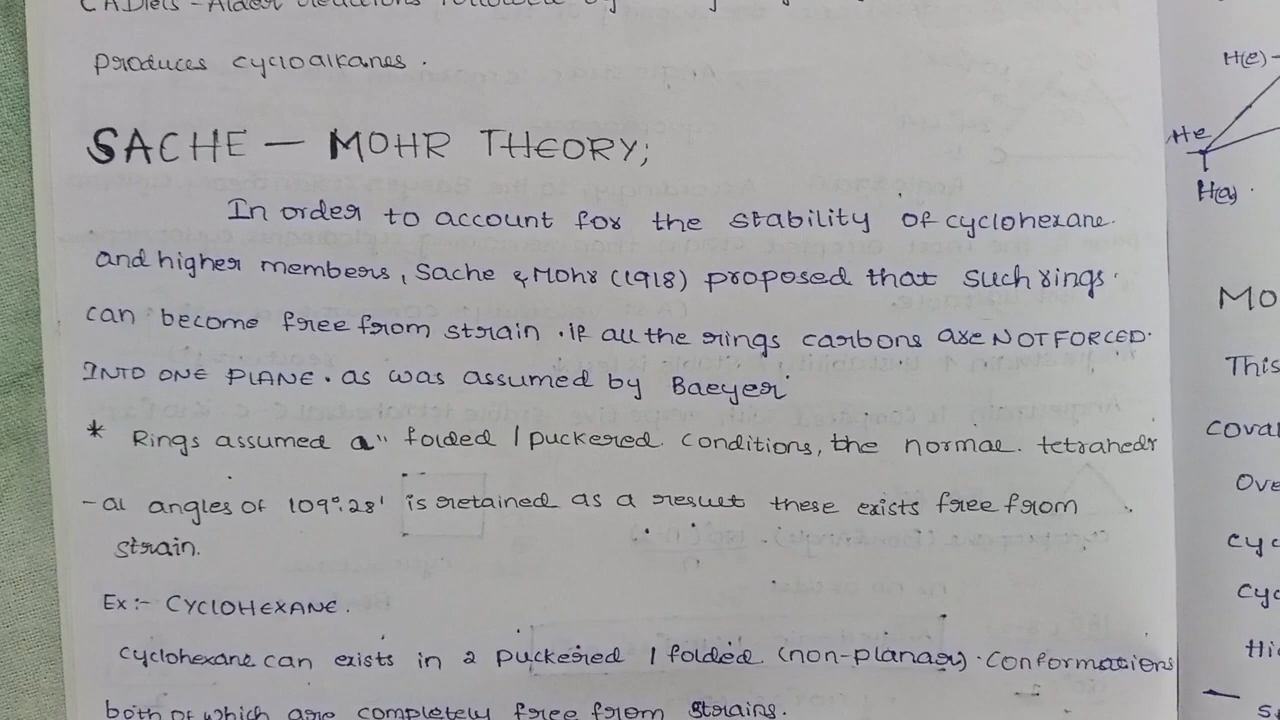 produces cycloalkanes.
SACHE - MOHR THEORY;
In order to account for the stability of cyclohexane.
and higher members, Sache & Mohr (1918) proposed that such rings
can become free from strain. if all the rings carbons are NOT FORCED
INTO ONE PLANE. as was assumed by Baeyer
* Rings assumed a" folded / puckered conditions, the normal tetrahedr
-al angles of 109°.28' is retained as a result these exists free from
strain.
Ex:- CYCLOHEXANE.
Cyclohexane can exists in 2 puckered / folded (non-planar) conformations
both of which are completely free from strains.
H(e)
He
H(a)
MO
This
Coval
Ove
Cyc
Cyc
Hi